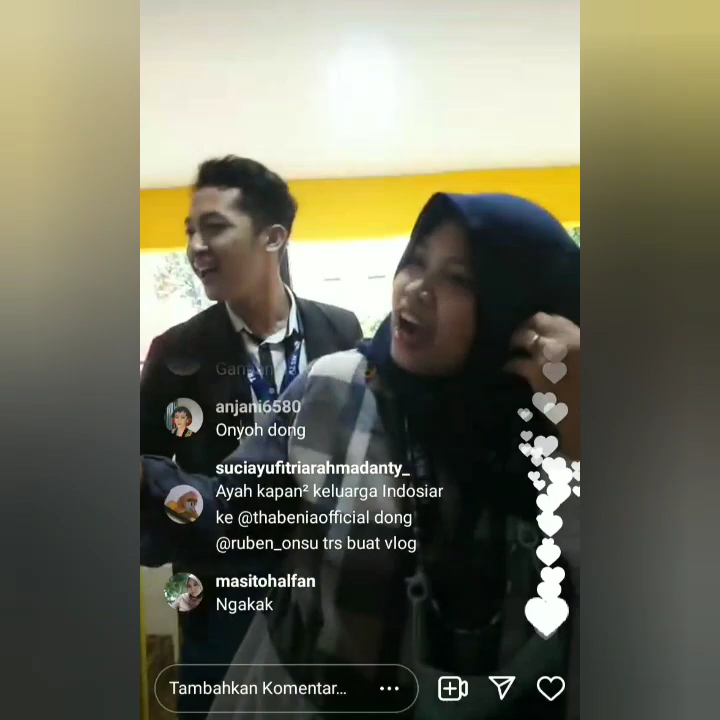 anjani6580
Onyoh dong
suciayufitriarahmadanty_
Ayah kapan² keluarga Indosiar
ke @thabeniaofficial dong
@ruben_onsu trs buat vlog
masitohalfan
Ngakak
Tambahkan Komentar...